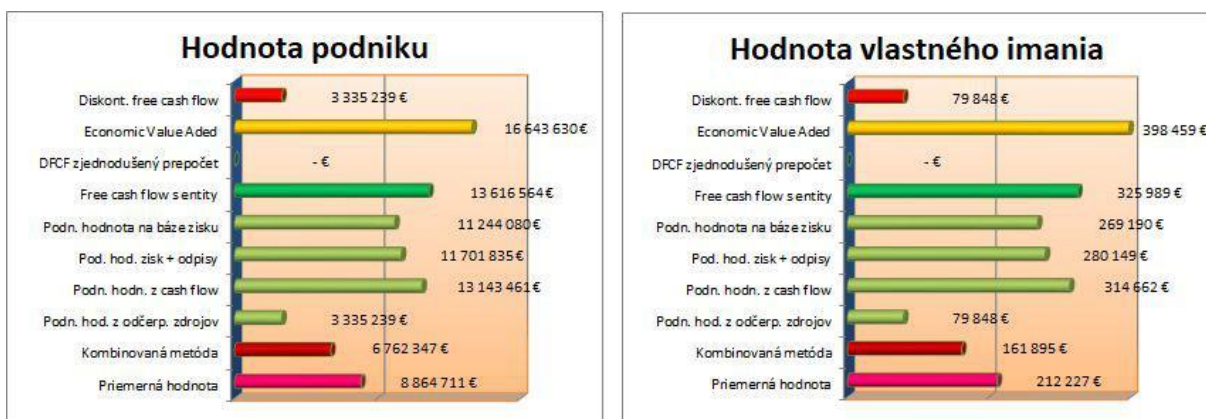 Hodnota podniku
Diskont. free cash flow 3 335 239 €
Economic Value Aded 16 643 630€
DFCF zjednodušený prepočet - €
Free cash flow s entity 13 616 564 €
Podn. hodnota na báze zisku 11 244 080 €
Pod. hod. zisk + odpisy 11 701 835 €
Podn. hodn. z cash flow 13 143 461 €
Podn. hod. z odčerp. zdrojov 3 335 239 €
Kombinovaná metóda 6 762 347 €
Priemerná hodnota 8 864 711 €
Hodnota vlastného imania
Diskont. free cash flow 79 848 €
Economic Value Aded 398 459 €
DFCF zjednodušený prepočet - €
Free cash flow s entity 325 989 €
Podn. hodnota na báze zisku 269 190 €
Pod. hod. zisk + odpisy 280 149 €
Podn. hodn. z cash flow 314 662 €
Podn. hod. z odčerp. zdrojov 79 848 €
Kombinovaná metóda 161 895 €
Priemerná hodnota 212 227 €